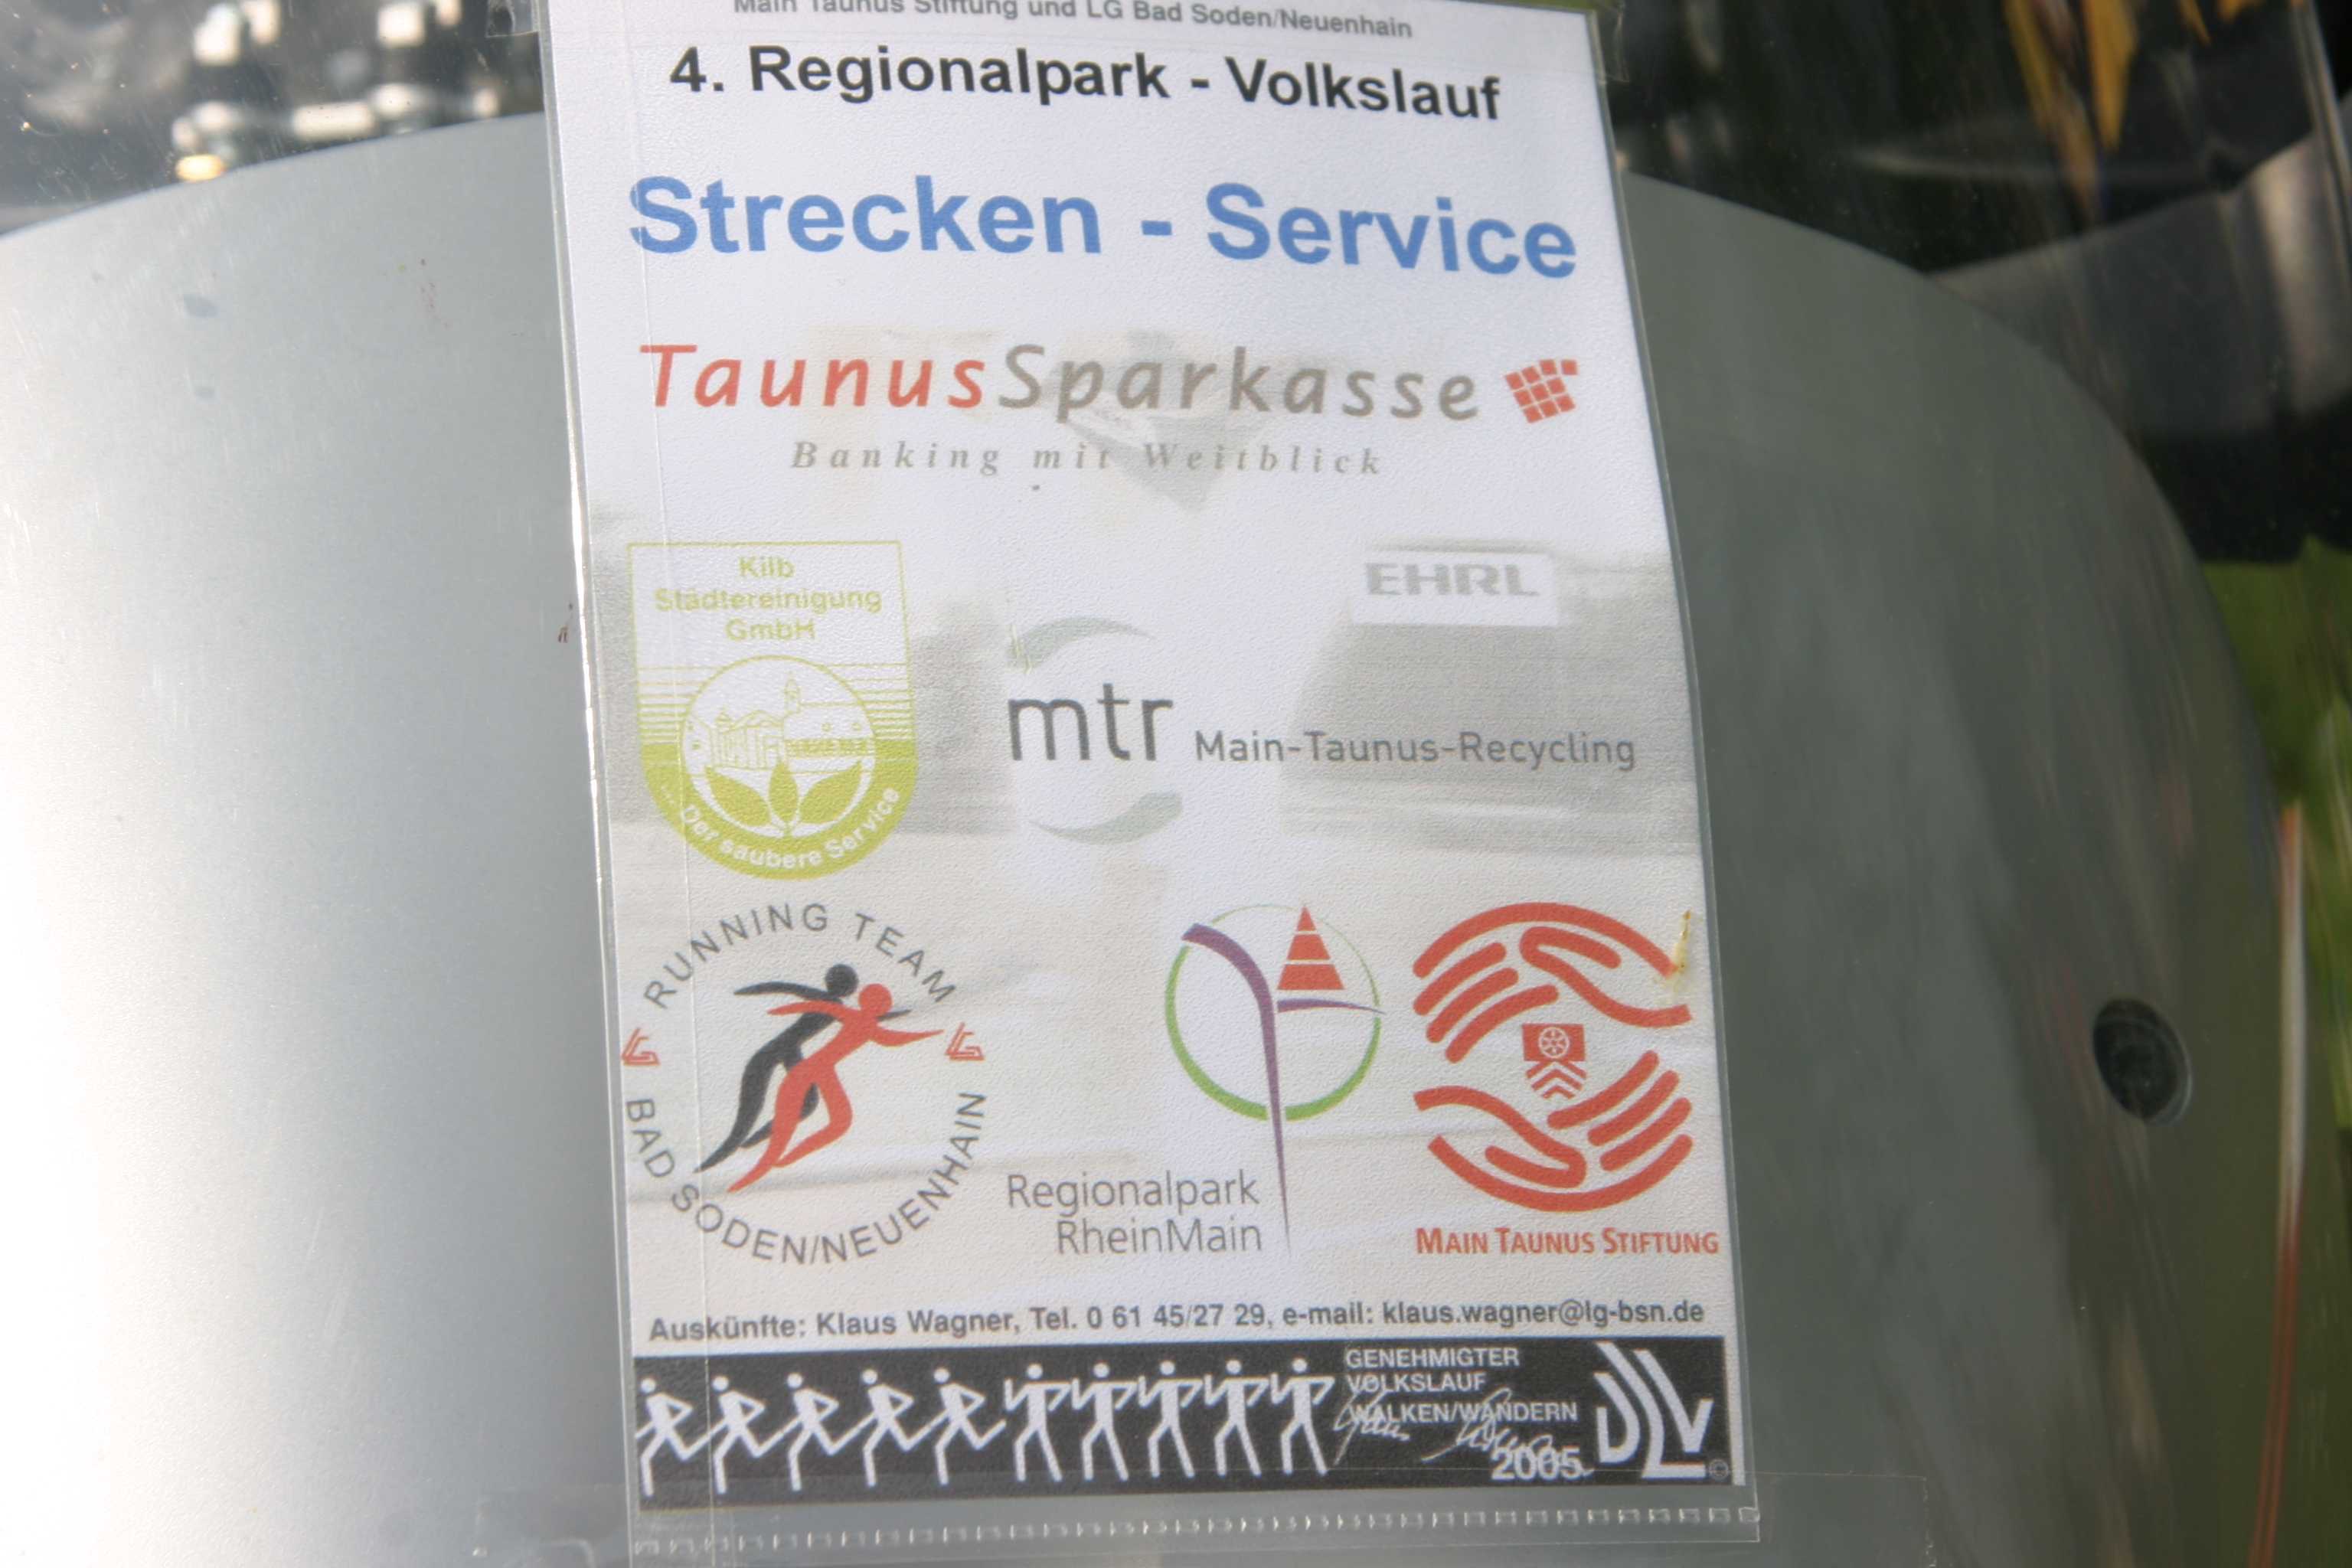 Main Taunus Stiftung und LG Bad Soden/Neuenhain
4. Regionalpark - Volkslauf
Strecken - Service
TaunusSparkasse
Banking mit Weitblick
Kilb
Städtereinigung
GmbH
... Der saubere Service
EHRL
mtr Main-Taunus-Recycling
RUNNING TEAM
BAD SODEN/NEUENHAIN
Regionalpark
RheinMain
MAIN TAUNUS STIFTUNG
Auskünfte: Klaus Wagner, Tel. 0 61 45/27 29, e-mail: klaus.wagner@lg-bsn.de
GENEHMIGTER
VOLKSLAUF
WALKEN/WANDERN
2005
DLV ©